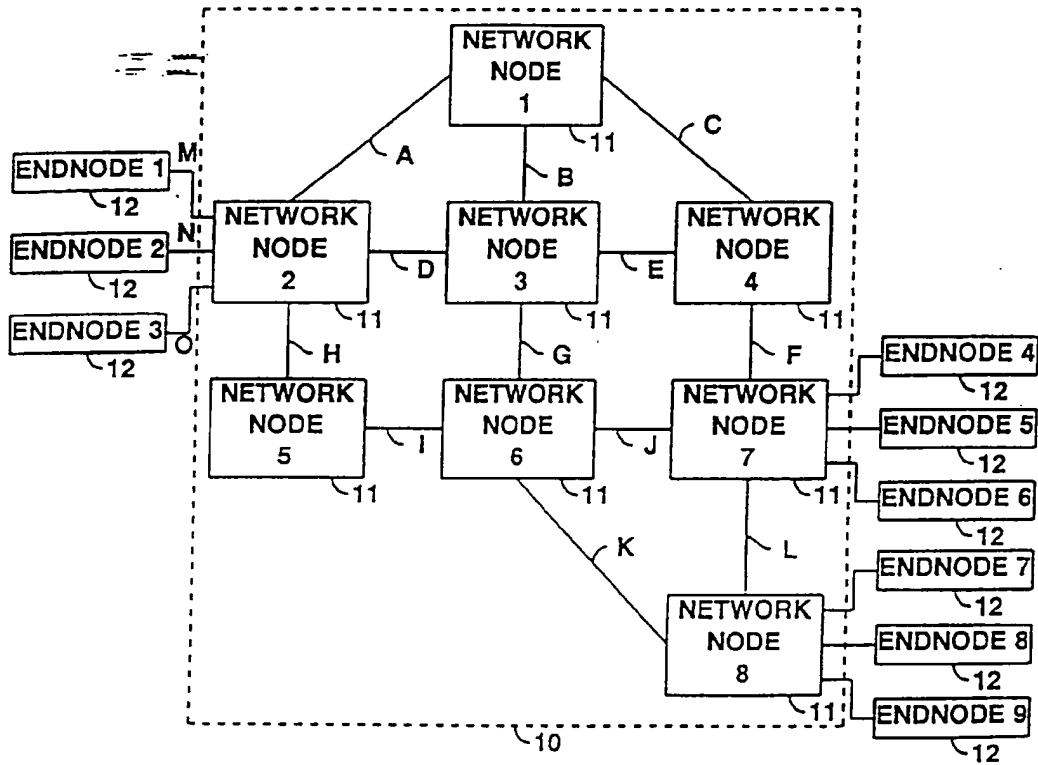 NETWORK
NODE
1
11
A
B
C
ENDNODE 1
M
12
ENDNODE 2
N
12
ENDNODE 3
O
12
NETWORK
NODE
2
11
D
NETWORK
NODE
3
11
E
NETWORK
NODE
4
11
H
G
F
NETWORK
NODE
5
11
I
NETWORK
NODE
6
11
J
NETWORK
NODE
7
11
ENDNODE 4
12
ENDNODE 5
12
ENDNODE 6
12
K
L
NETWORK
NODE
8
11
ENDNODE 7
12
ENDNODE 8
12
ENDNODE 9
12
10